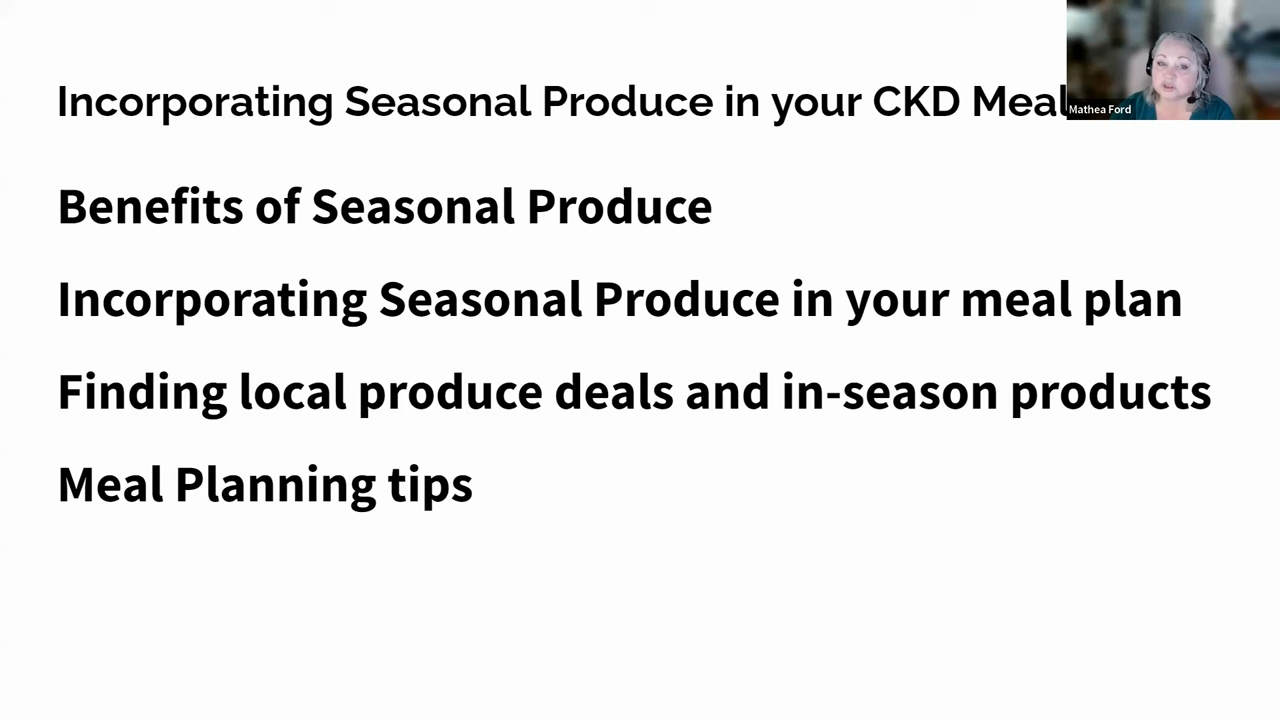 Incorporating Seasonal Produce in your CKD Meal
Mathea Ford
Benefits of Seasonal Produce
Incorporating Seasonal Produce in your meal plan
Finding local produce deals and in-season products
Meal Planning tips